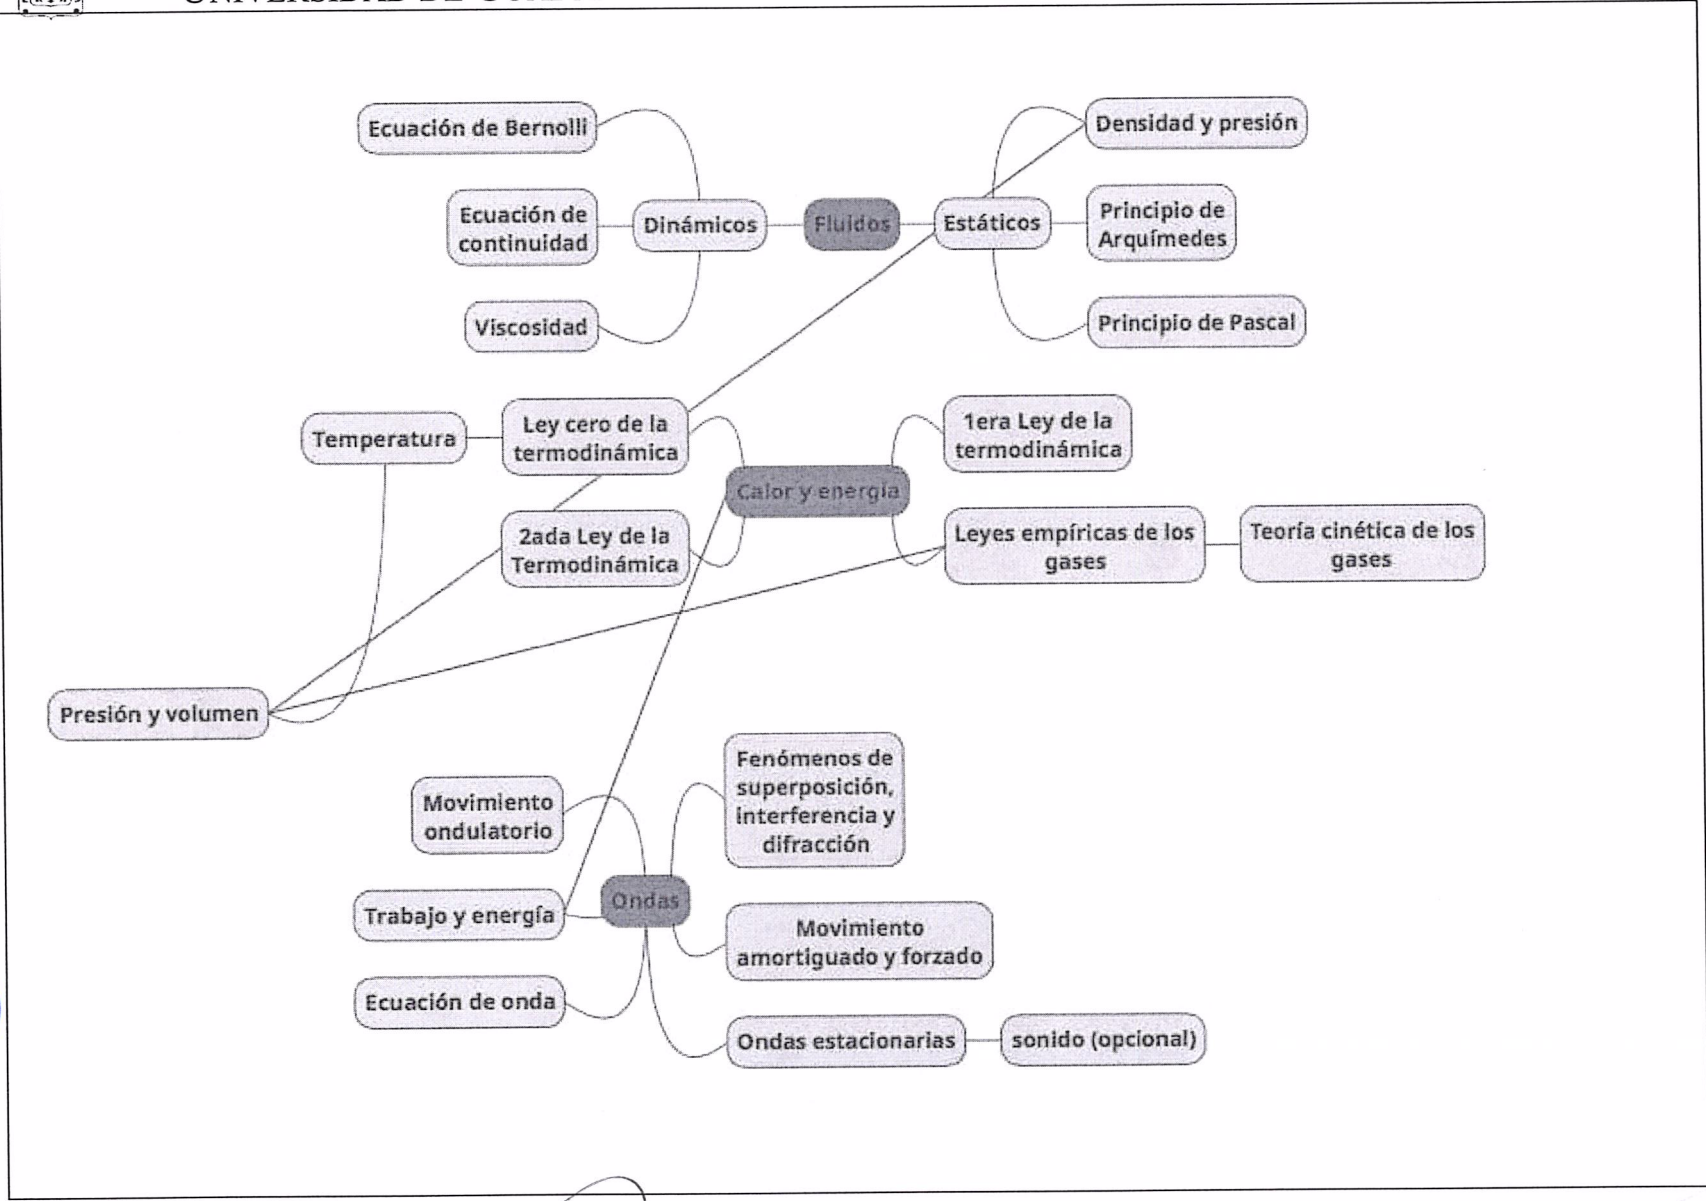 UNIVERSIDAD DE
Ecuación de Bernolli
Densidad y presión
Ecuación de
continuidad
Dinámicos
Fluidos
Estáticos
Principio de
Arquímedes
Viscosidad
Principio de Pascal
Temperatura
Ley cero de la
termodinámica
1era Ley de la
termodinámica
Calor y energía
2ada Ley de la
Termodinámica
Leyes empíricas de los
gases
Teoría cinética de los
gases
Presión y volumen
Fenómenos de
superposición,
interferencia y
difracción
Movimiento
ondulatorio
Trabajo y energía
Ondas
Movimiento
amortiguado y forzado
Ecuación de onda
Ondas estacionarias
sonido (opcional)